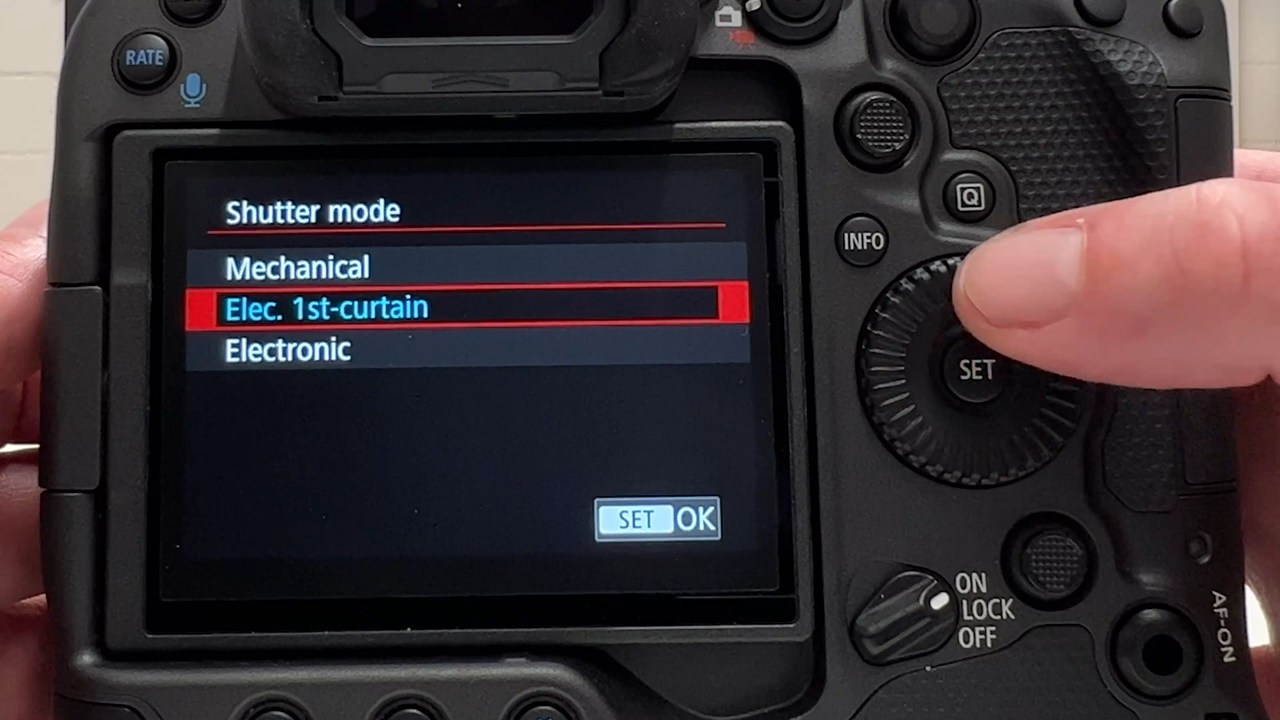 RATE
Shutter mode
Mechanical
Elec. 1st-curtain
Electronic
SET OK
Q
INFO
SET
ON
LOCK
OFF
AF-ON